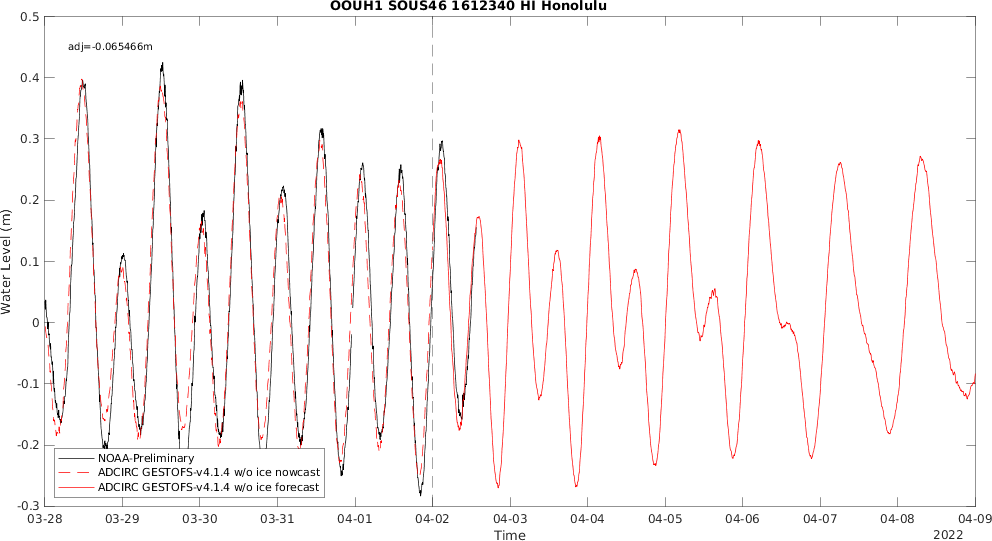 OOUH1 SOUS46 1612340 HI Honolulu
adj=-0.065466m
Water Level (m)
0.5
0.4
0.3
0.2
0.1
0
-0.1
-0.2
-0.3
NOAA-Preliminary
ADCIRC GESTOFS-v4.1.4 w/o ice nowcast
ADCIRC GESTOFS-v4.1.4 w/o ice forecast
03-28 03-29 03-30 03-31 04-01 04-02 04-03 04-04 04-05 04-06 04-07 04-08 04-09
Time
2022